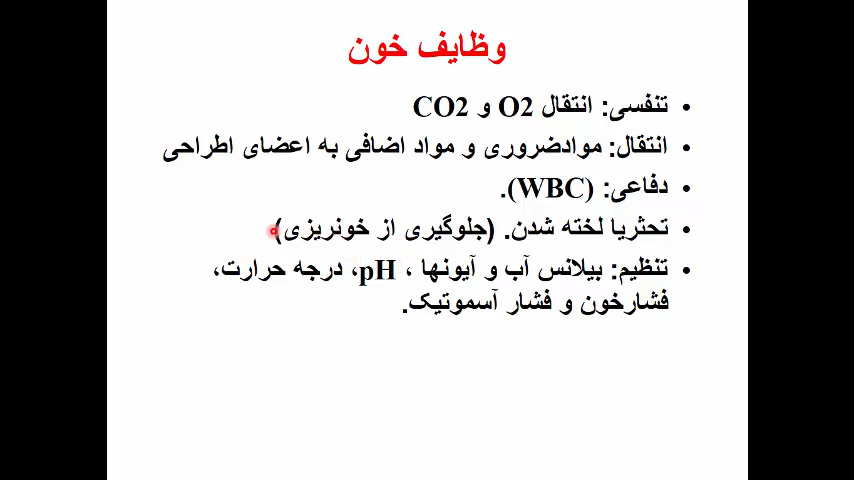 وظایف خون
• تنفسی: انتقال O2 و CO2
• انتقال: موادضروری و مواد اضافی به اعضای اطراحی
• دفاعی: (WBC).
• تحثریا لخته شدن. (جلوگیری از خونریزی)
• تنظیم: بیلانس آب و آیونها ، pH، درجه حرارت،
فشارخون و فشار آسموتیک.